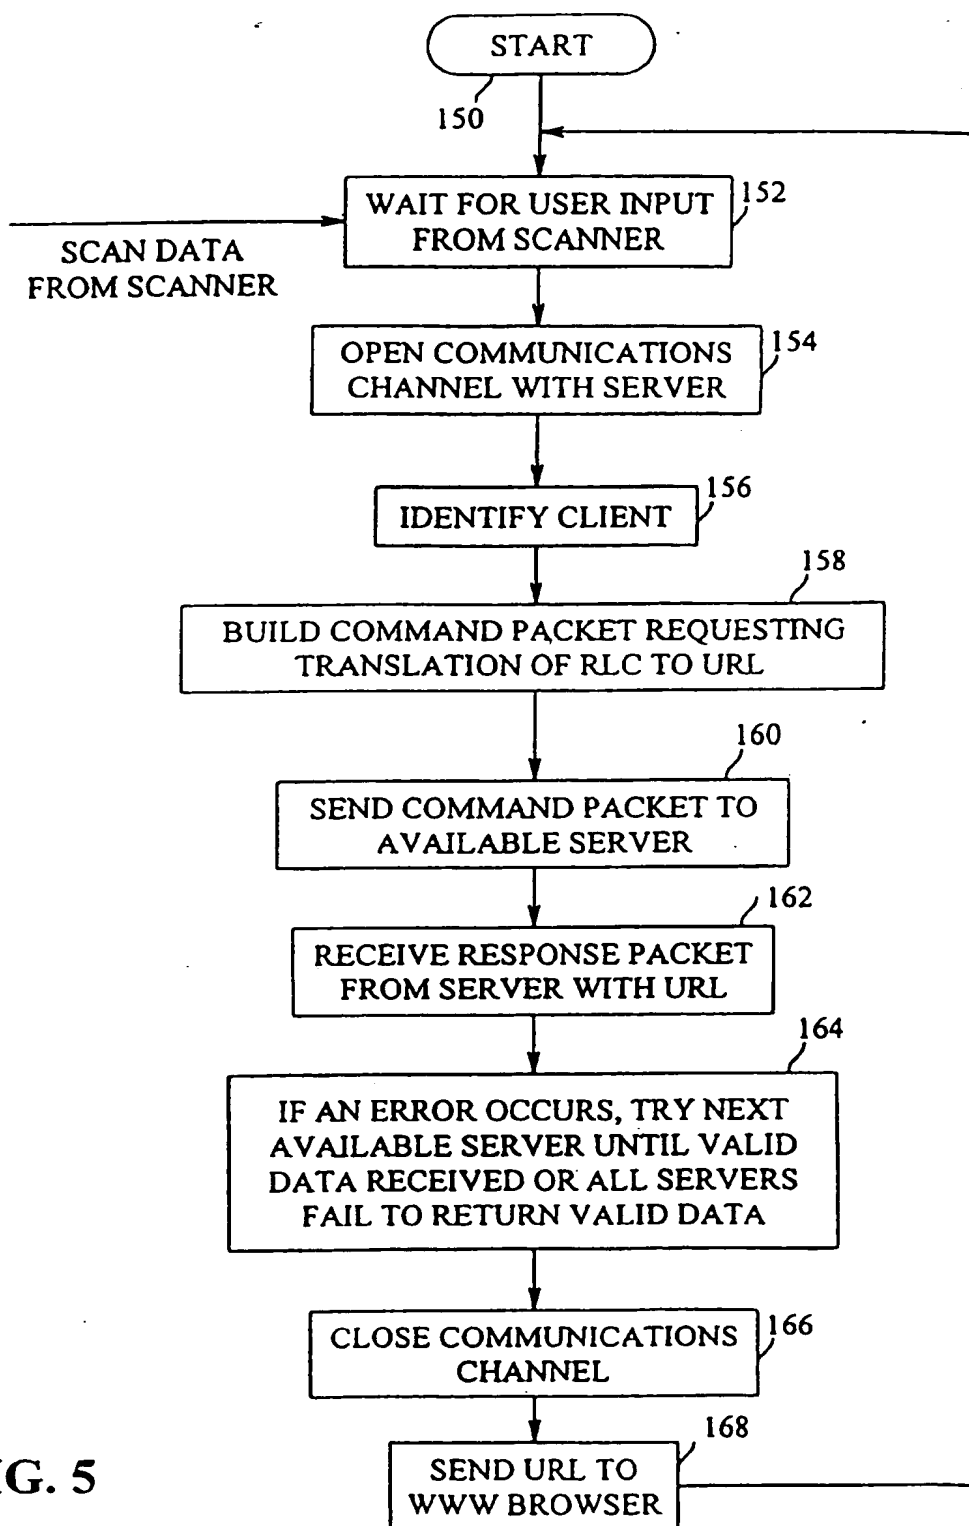 START
150
WAIT FOR USER INPUT
FROM SCANNER
152
SCAN DATA
FROM SCANNER
OPEN COMMUNICATIONS
CHANNEL WITH SERVER
154
IDENTIFY CLIENT
156
158
BUILD COMMAND PACKET REQUESTING
TRANSLATION OF RLC TO URL
160
SEND COMMAND PACKET TO
AVAILABLE SERVER
162
RECEIVE RESPONSE PACKET
FROM SERVER WITH URL
164
IF AN ERROR OCCURS, TRY NEXT
AVAILABLE SERVER UNTIL VALID
DATA RECEIVED OR ALL SERVERS
FAIL TO RETURN VALID DATA
CLOSE COMMUNICATIONS
CHANNEL
166
168
SEND URL TO
WWW BROWSER
G. 5